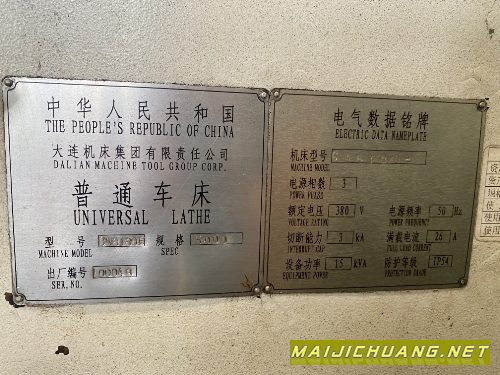 中华人民共和国
THE PEOPLE'S REPUBLIC OF CHINA
大连机床集团有限责任公司
DALIAN MACHINE TOOL GROUP CORP.
普通车床
UNIVERSAL LATHE
型号 规格
MACHINE MODEL SPEC
出厂编号
SER. NO.
电气数据铭牌
ELECTRIC DATA NAMEPLATE
机床型号
MACHINE MODEL
电源相数 3
POWER PHASE
额定电压 380 V 电源频率 50 Hz
VOLTAGE RATING POWER FREQUENCY
切断能力 3 kA 满载电流 26 A
INTERRUPT CAP FULL LOAD CURRENT
设备功率 15 kVA 防护等级 IP54
EQUIPMENT POWER PROTECTION GRADE
MAIJICHUANG.NET